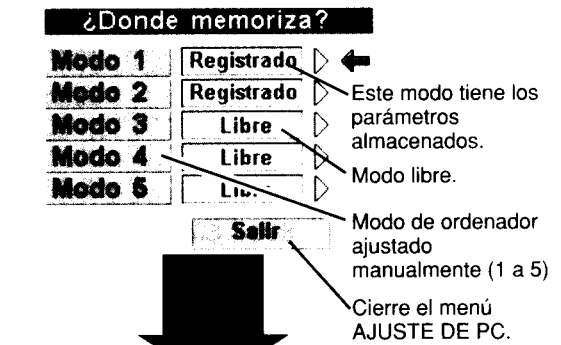 ¿Donde memoriza?
Modo 1 Registrado
Modo 2 Registrado
Modo 3 Libre
Modo 4 Libre
Modo 5
Salir
Este modo tiene los
parámetros
almacenados.
Modo libre.
Modo de ordenador
ajustado
manualmente (1 a 5)
Cierre el menú
AJUSTE DE PC.